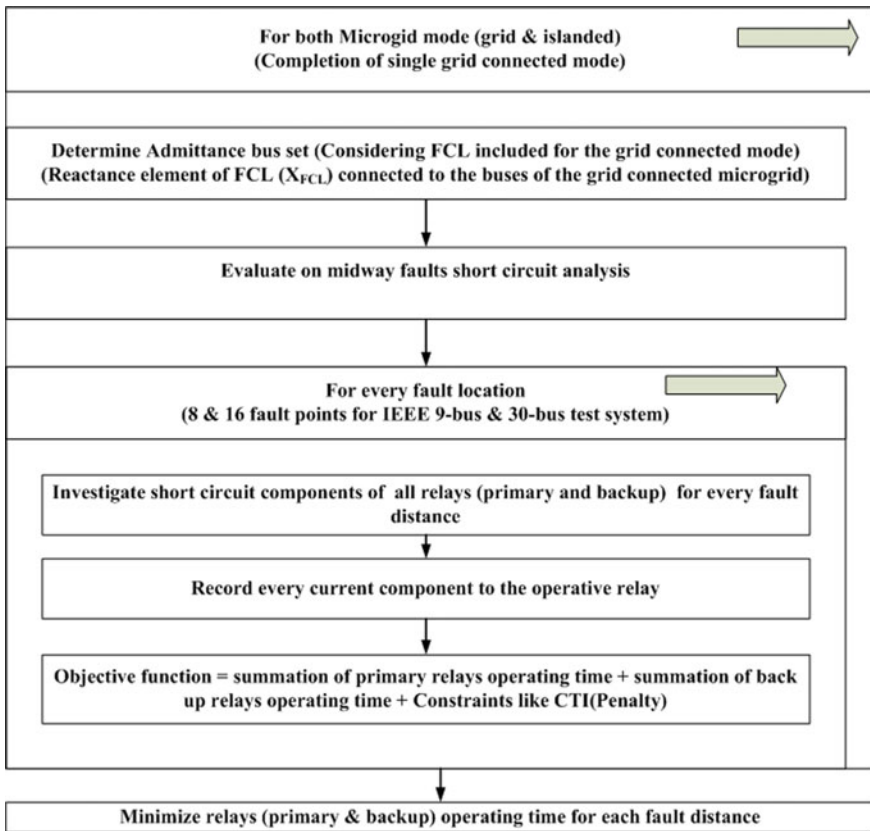 For both Microgid mode (grid & islanded)
(Completion of single grid connected mode)
Determine Admittance bus set (Considering FCL included for the grid connected mode)
(Reactance element of FCL (XFCL) connected to the buses of the grid connected microgrid)
Evaluate on midway faults short circuit analysis
For every fault location
(8 & 16 fault points for IEEE 9-bus & 30-bus test system)
Investigate short circuit components of all relays (primary and backup) for every fault
distance
Record every current component to the operative relay
Objective function = summation of primary relays operating time + summation of back
up relays operating time + Constraints like CTI(Penalty)
Minimize relays (primary & backup) operating time for each fault distance